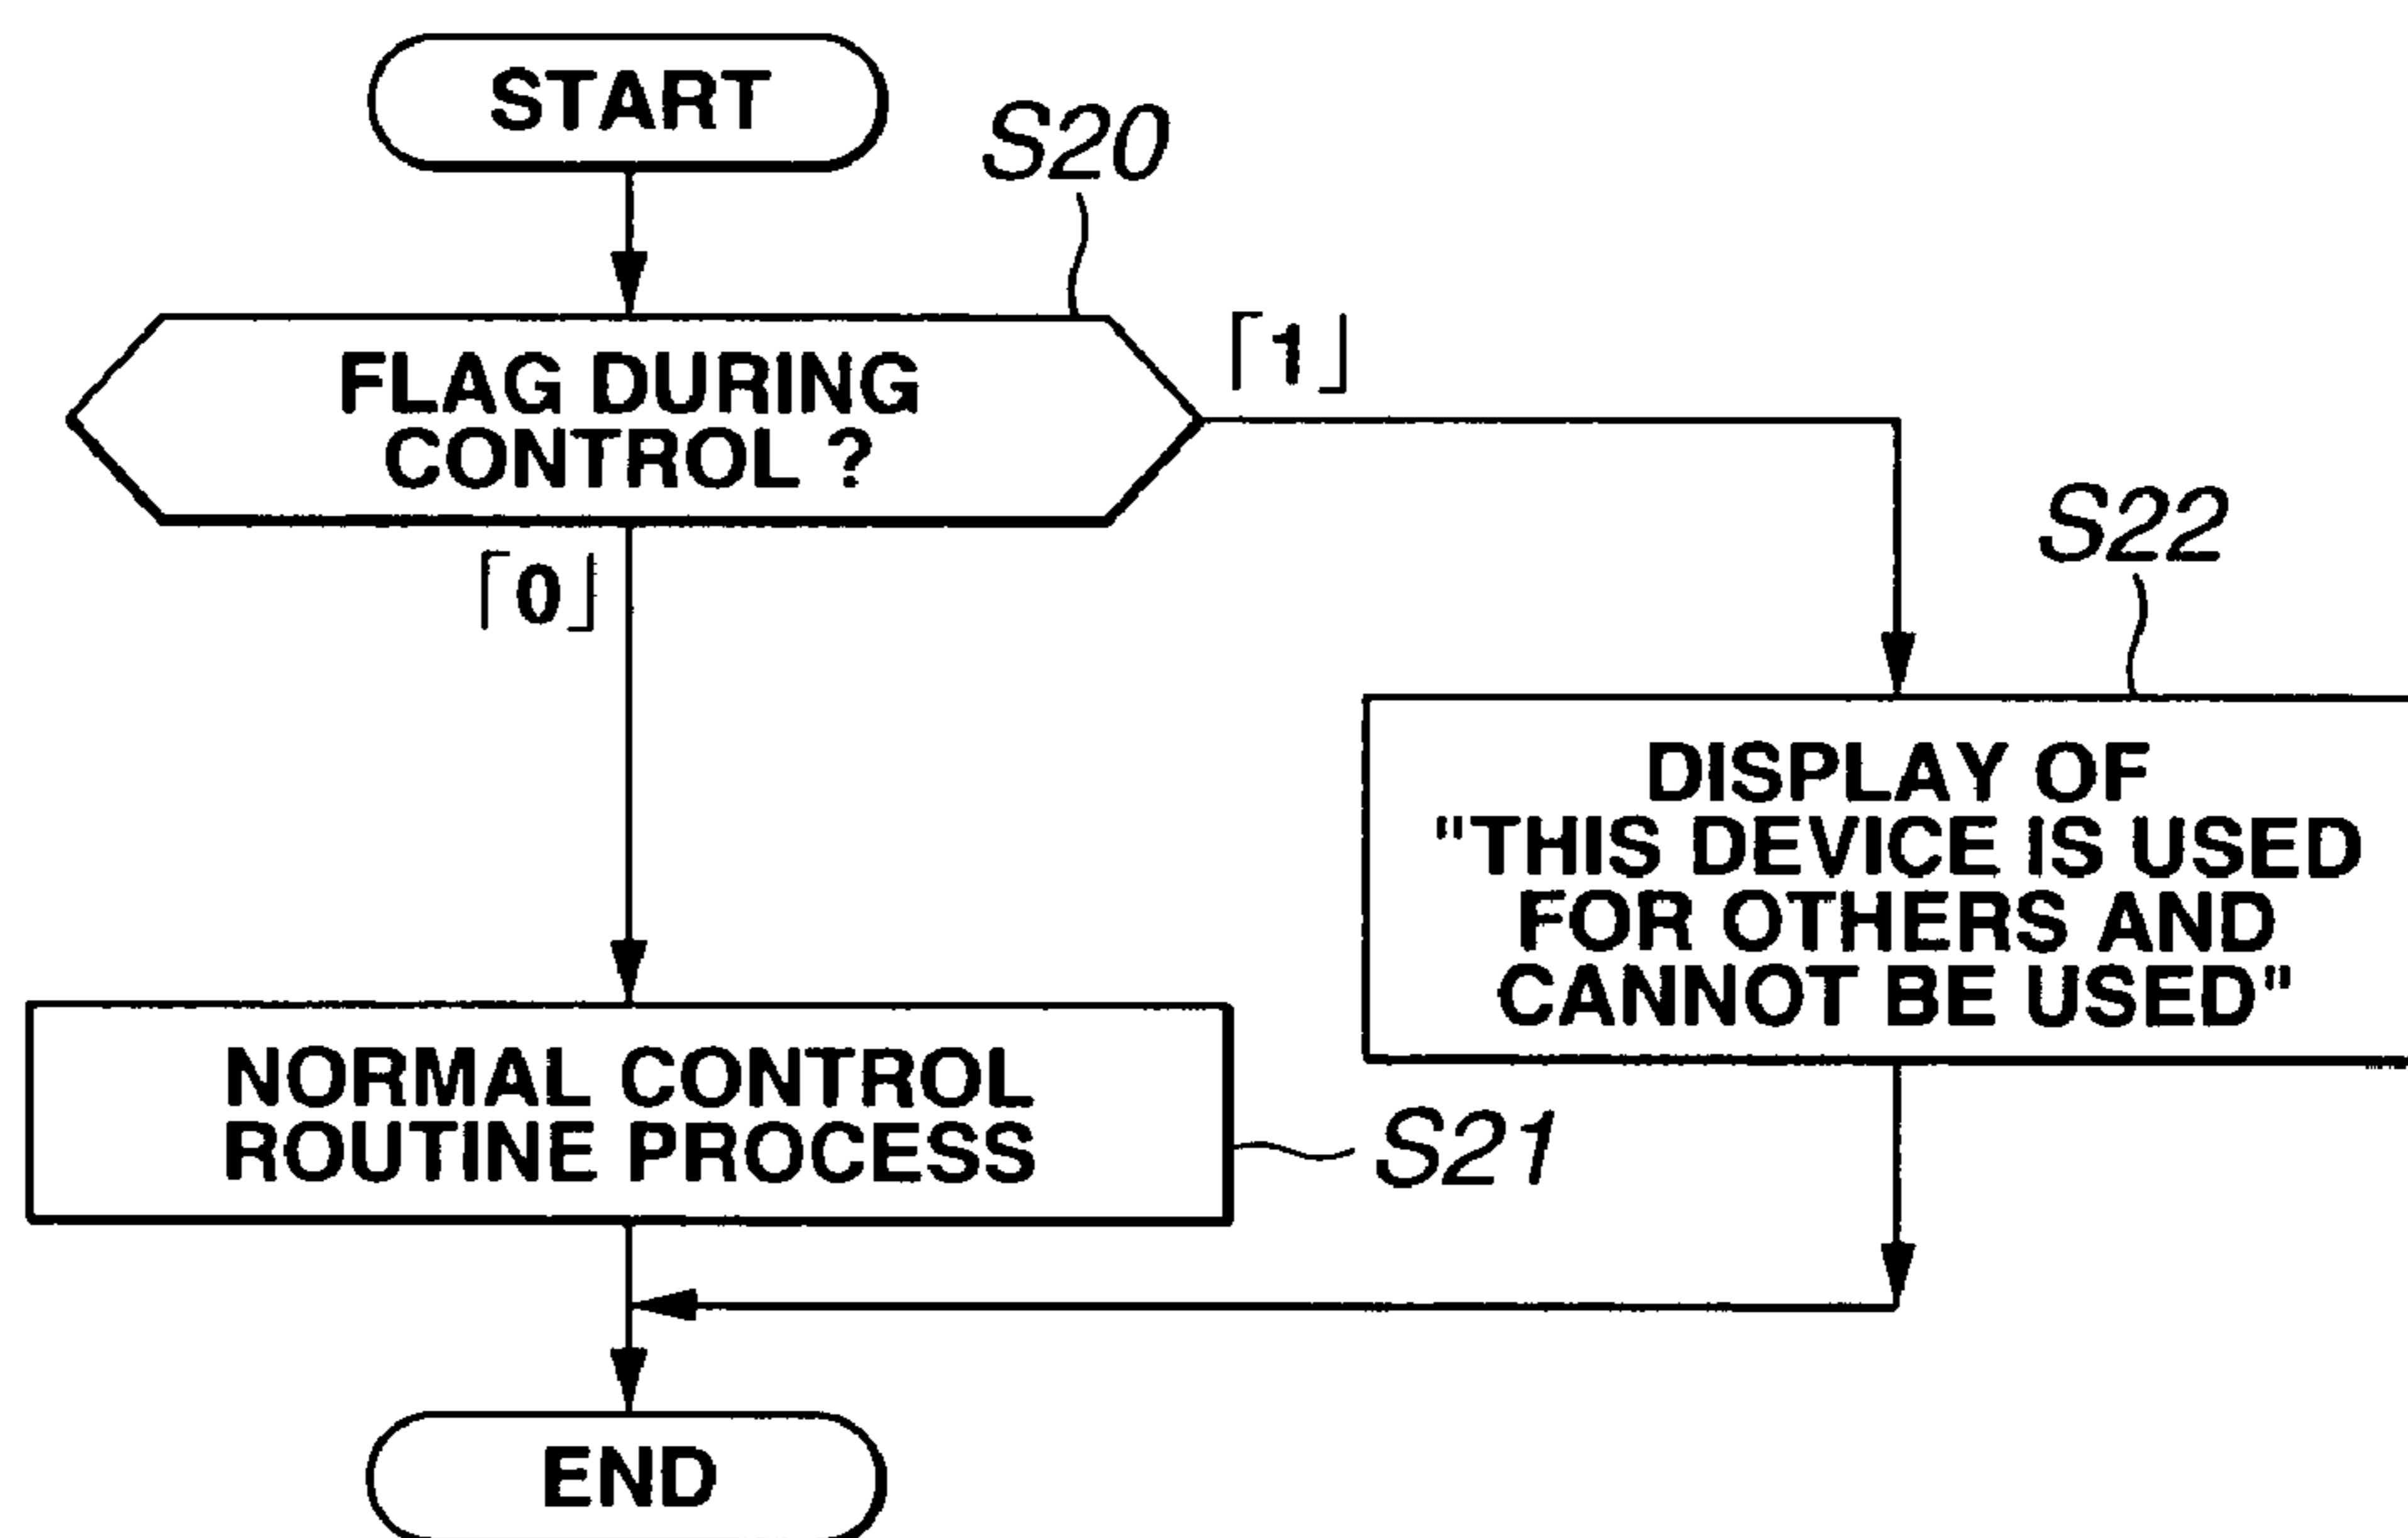 START
S20
FLAG DURING
CONTROL ?
「1」
「0」
S22
DISPLAY OF
"THIS DEVICE IS USED
FOR OTHERS AND
CANNOT BE USED"
NORMAL CONTROL
ROUTINE PROCESS
S21
END